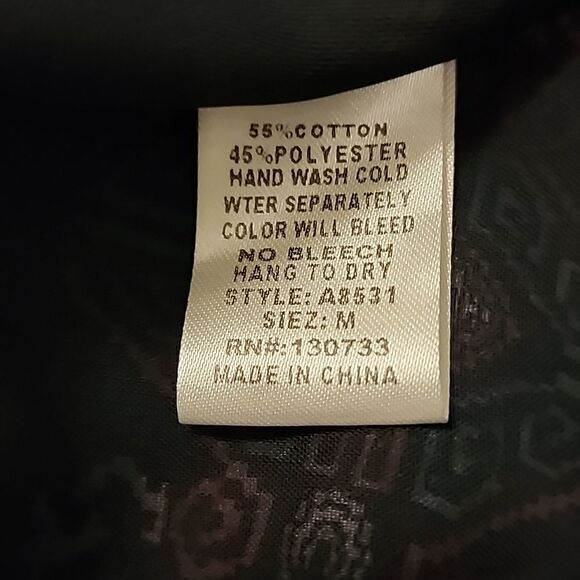 55%COTTON
45%POLYESTER
HAND WASH COLD
WTER SEPARATELY
COLOR WILL BLEED
NO BLEECH
HANG TO DRY
STYLE: A8531
SIEZ: M
RN#: 130733
MADE IN CHINA